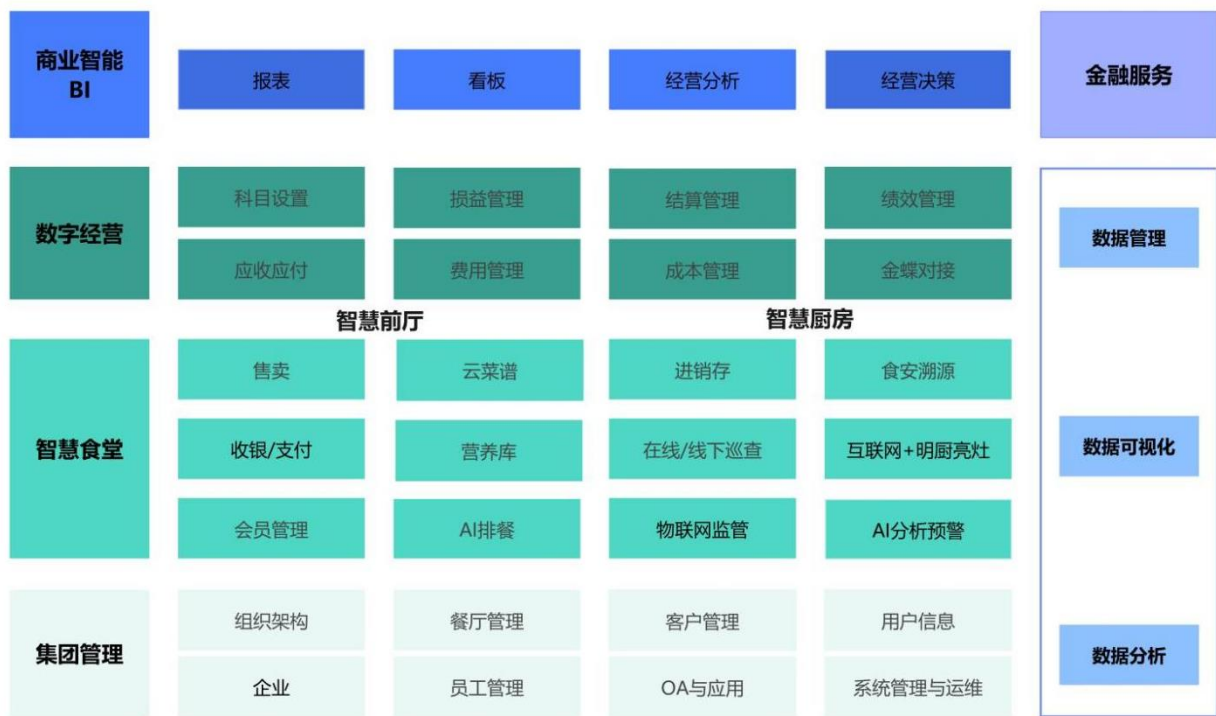 商业智能
BI
报表
看板
经营分析
经营决策
金融服务
数字经营
科目设置
损益管理
结算管理
绩效管理
应收应付
费用管理
成本管理
金蝶对接
数据管理
智慧前厅
智慧厨房
智慧食堂
售卖
云菜谱
进销存
食安溯源
收银/支付
营养库
在线/线下巡查
互联网+明厨亮灶
数据可视化
会员管理
AI排餐
物联网监管
AI分析预警
集团管理
组织架构
餐厅管理
客户管理
用户信息
企业
员工管理
OA与应用
系统管理与运维
数据分析